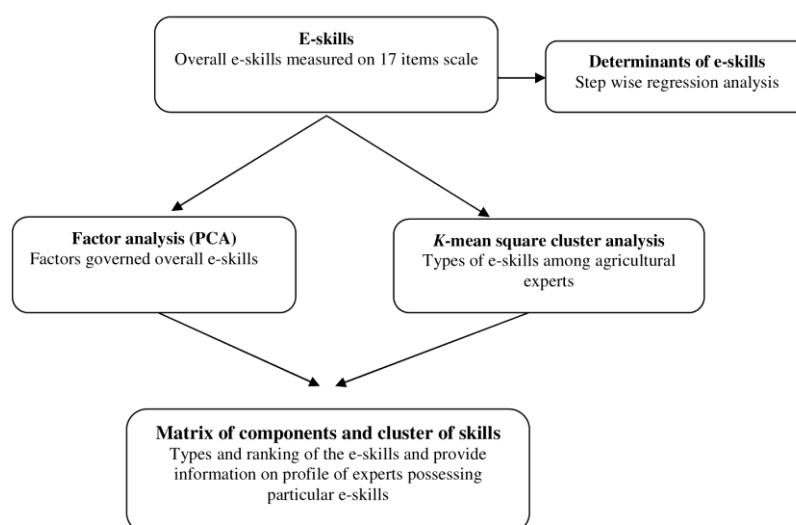 E-skills
Overall e-skills measured on 17 items scale
Determinants of e-skills
Step wise regression analysis
Factor analysis (PCA)
Factors governed overall e-skills
K-mean square cluster analysis
Types of e-skills among agricultural
experts
Matrix of components and cluster of skills
Types and ranking of the e-skills and provide
information on profile of experts possessing
particular e-skills